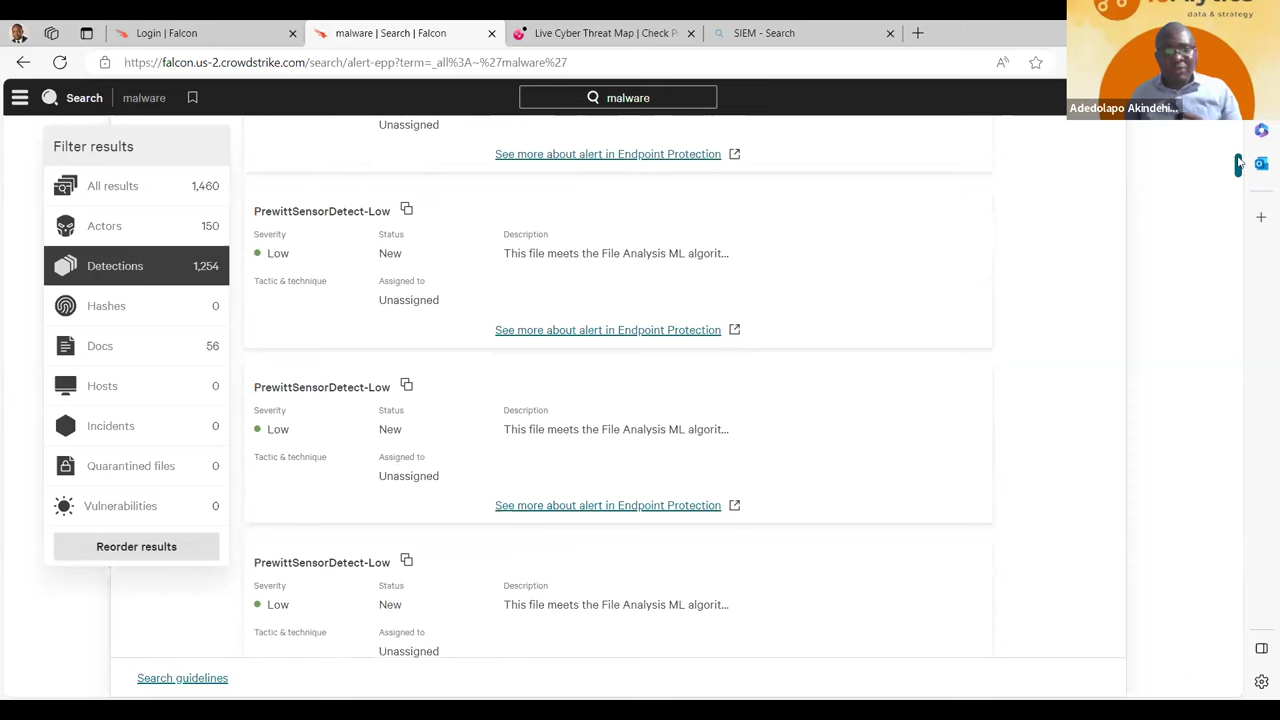 data & strategy
Adedolapo Akindehi...
Login | Falcon
malware | Search | Falcon
Live Cyber Threat Map | Check P
SIEM - Search
https://falcon.us-2.crowdstrike.com/search/alert-epp?term=_all%3A~%27malware%27
Search
malware
malware
Filter results
All results 1,460
Actors 150
Detections 1,254
Hashes 0
Docs 56
Hosts 0
Incidents 0
Quarantined files 0
Vulnerabilities 0
Reorder results
Unassigned
See more about alert in Endpoint Protection
PrewittSensorDetect-Low
Severity Status Description
Low New This file meets the File Analysis ML algorit...
Tactic & technique Assigned to
Unassigned
See more about alert in Endpoint Protection
PrewittSensorDetect-Low
Severity Status Description
Low New This file meets the File Analysis ML algorit...
Tactic & technique Assigned to
Unassigned
See more about alert in Endpoint Protection
PrewittSensorDetect-Low
Severity Status Description
Low New This file meets the File Analysis ML algorit...
Tactic & technique Assigned to
Unassigned
Search guidelines